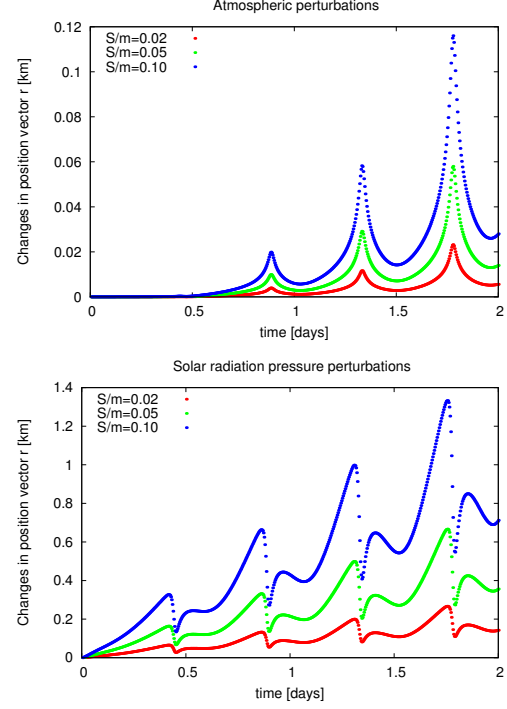 Atmospheric perturbations
Changes in position vector r [km]
0.12
0.1
0.08
0.06
0.04
0.02
0
S/m=0.02
S/m=0.05
S/m=0.10
0 0.5 1 1.5 2
time [days]
Solar radiation pressure perturbations
Changes in position vector r [km]
1.4
1.2
1
0.8
0.6
0.4
0.2
0
S/m=0.02
S/m=0.05
S/m=0.10
0 0.5 1 1.5 2
time [days]